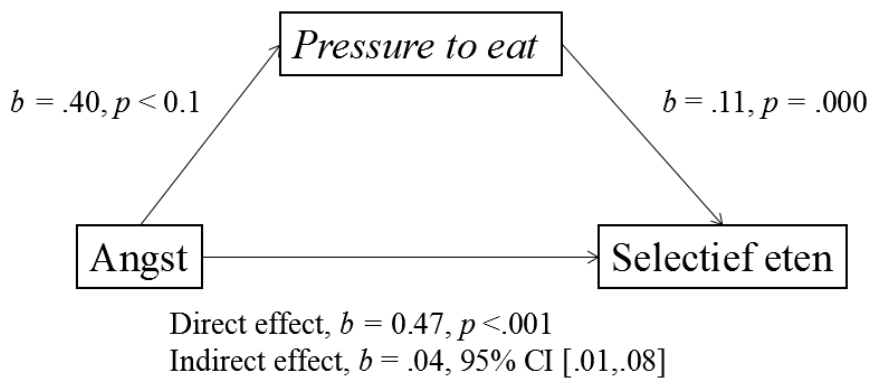 Pressure to eat
b = .40, p < 0.1
b = .11, p = .000
Angst
Selectief eten
Direct effect, b = 0.47, p <.001
Indirect effect, b = .04, 95% CI [.01,.08]